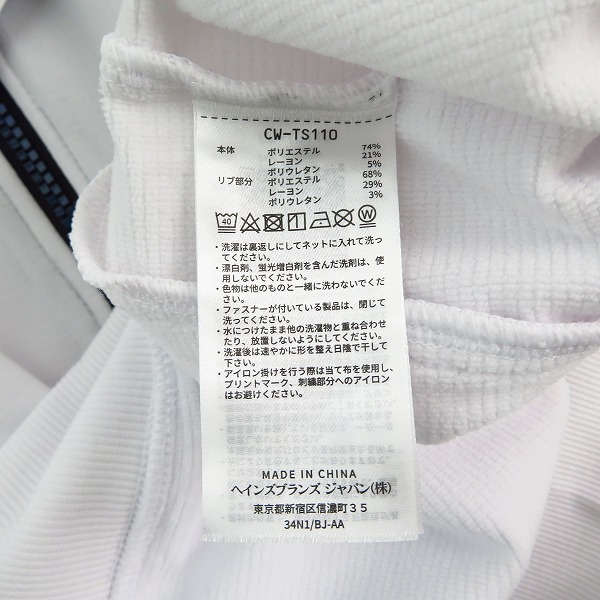 CW-TS110
本体 ポリエステル 74%
レーヨン 21%
ポリウレタン 5%
リブ部分 ポリエステル 68%
レーヨン 29%
ポリウレタン 3%
40 W
・洗濯は裏返しにしてネットに入れて洗っ
てください。
・漂白剤、蛍光増白剤を含んだ洗剤は、使
用しないでください。
・色物は他のものと一緒に洗わないでくだ
さい。
・ファスナーが付いている製品は、閉じて
洗ってください。
・水につけたまま他の洗濯物と重ね合わせ
たり、放置しないようにしてください。
・洗濯後は速やかに形を整え日陰で干して
下さい。
・アイロン掛けを行う際は当て布を使用し、
プリントマーク、刺繍部分へのアイロン
はお避けください。
MADE IN CHINA
ヘインズブランズ ジャパン(株)
東京都新宿区信濃町３５
34N1/BJ-AA